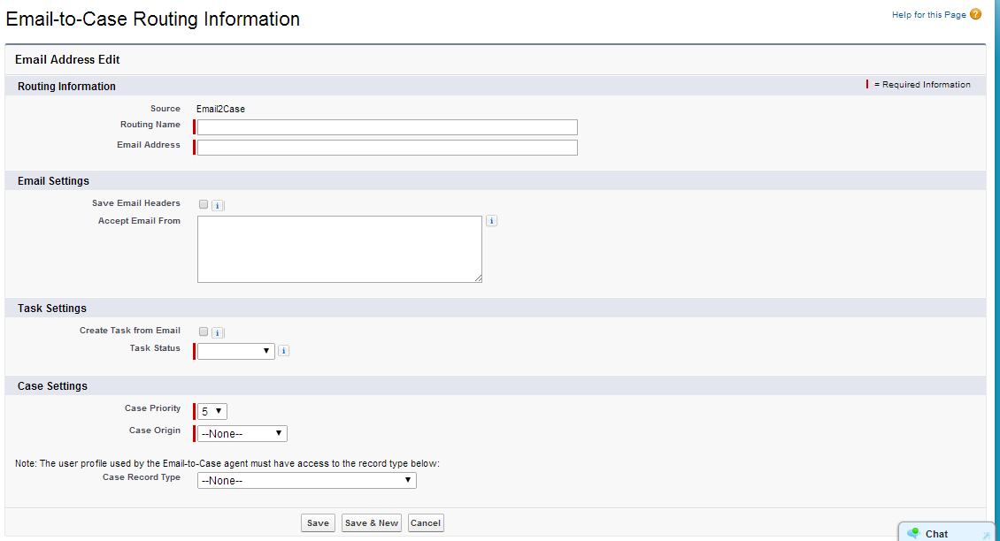 Email-to-Case Routing Information
Help for this Page ?
Email Address Edit
Routing Information
= Required Information
Source Email2Case
Routing Name
Email Address
Email Settings
Save Email Headers i
Accept Email From i
Task Settings
Create Task from Email i
Task Status i
Case Settings
Case Priority 5
Case Origin --None--
Note: The user profile used by the Email-to-Case agent must have access to the record type below:
Case Record Type --None--
Save Save & New Cancel
Chat